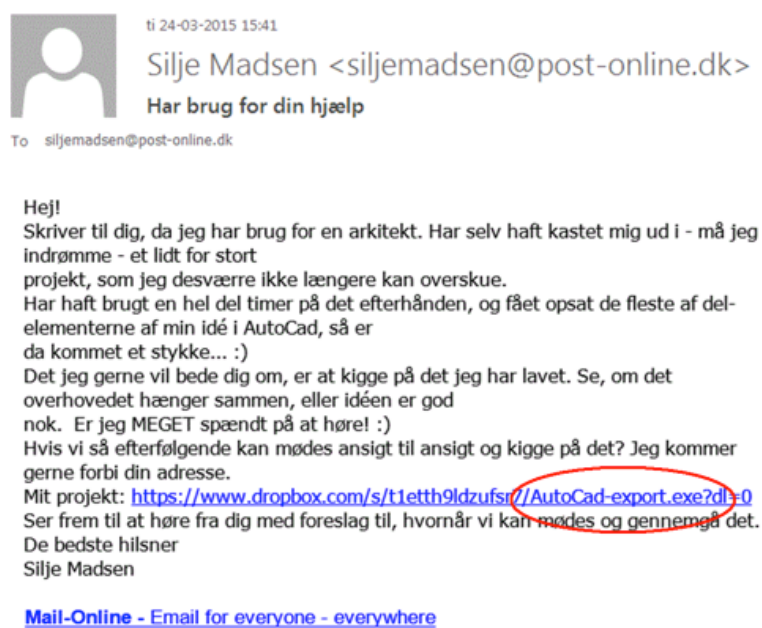 ti 24-03-2015 15:41
Silje Madsen <siljemadsen@post-online.dk>
Har brug for din hjælp
To siljemadsen@post-online.dk
Hej!
Skriver til dig, da jeg har brug for en arkitekt. Har selv haft kastet mig ud i - må jeg
indrømme - et lidt for stort
projekt, som jeg desværre ikke længere kan overskue.
Har haft brugt en hel del timer på det efterhånden, og fået opsat de fleste af del-
elementerne af min idé i AutoCad, så er
da kommet et stykke... :)
Det jeg gerne vil bede dig om, er at kigge på det jeg har lavet. Se, om det
overhovedet hænger sammen, eller idéen er god
nok.  Er jeg MEGET spændt på at høre! :)
Hvis vi så efterfølgende kan mødes ansigt til ansigt og kigge på det? Jeg kommer
gerne forbi din adresse.
Mit projekt: https://www.dropbox.com/s/t1etth9ldzufsr7/AutoCad-export.exe?dl=0
Ser frem til at høre fra dig med foreslag til, hvornår vi kan mødes og gennemgå det.
De bedste hilsner
Silje Madsen
Mail-Online - Email for everyone - everywhere